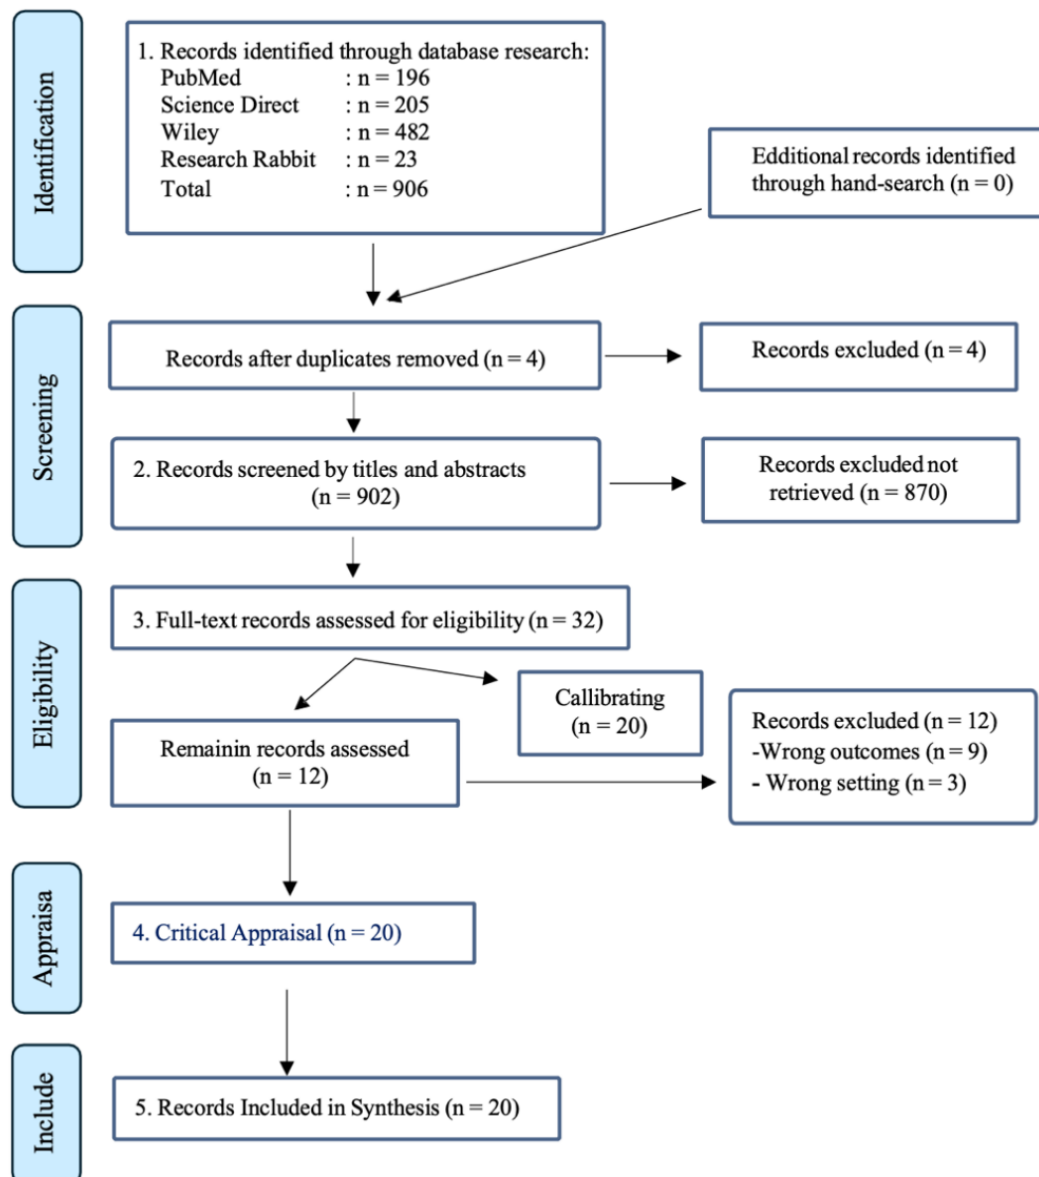 Identification
1. Records identified through database research:
PubMed : n = 196
Science Direct : n = 205
Wiley : n = 482
Research Rabbit : n = 23
Total : n = 906
Edditional records identified
through hand-search (n = 0)
Screening
Records after duplicates removed (n = 4)
Records excluded (n = 4)
2. Records screened by titles and abstracts
(n = 902)
Records excluded not
retrieved (n = 870)
Eligibility
3. Full-text records assessed for eligibility (n = 32)
Callibrating
(n = 20)
Remainin records assessed
(n = 12)
Records excluded (n = 12)
-Wrong outcomes (n = 9)
- Wrong setting (n = 3)
Appraisa
4. Critical Appraisal (n = 20)
Include
5. Records Included in Synthesis (n = 20)